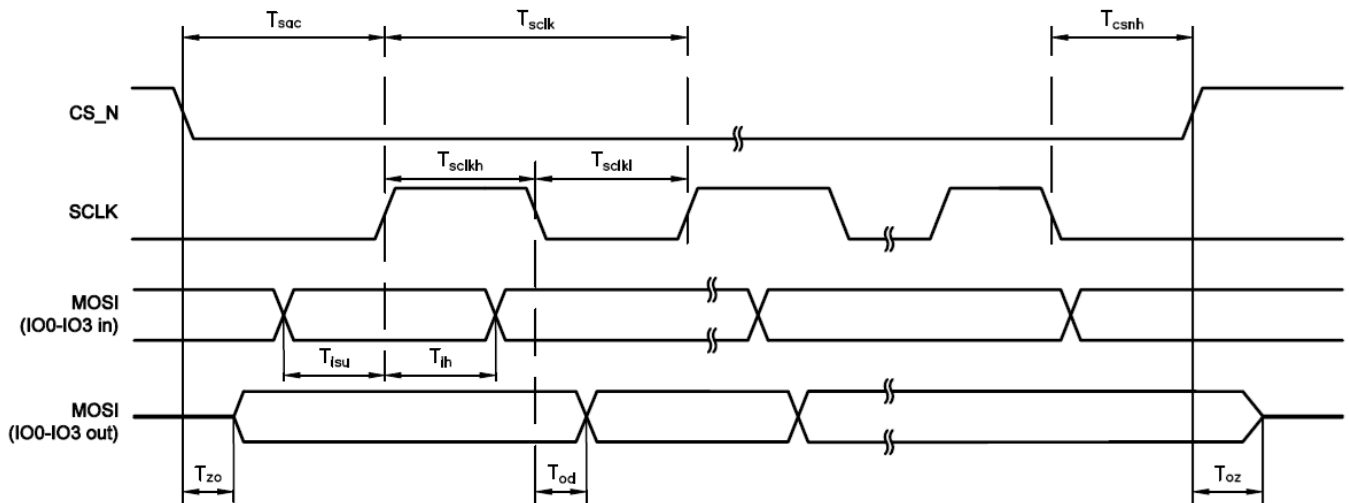 Tsac Tsclk Tcsnh
CS_N
Tsclkh Tsclkl
SCLK
MOSI
(IO0-IO3 in)
Tisu Tih
MOSI
(IO0-IO3 out)
Tzo Tod Toz